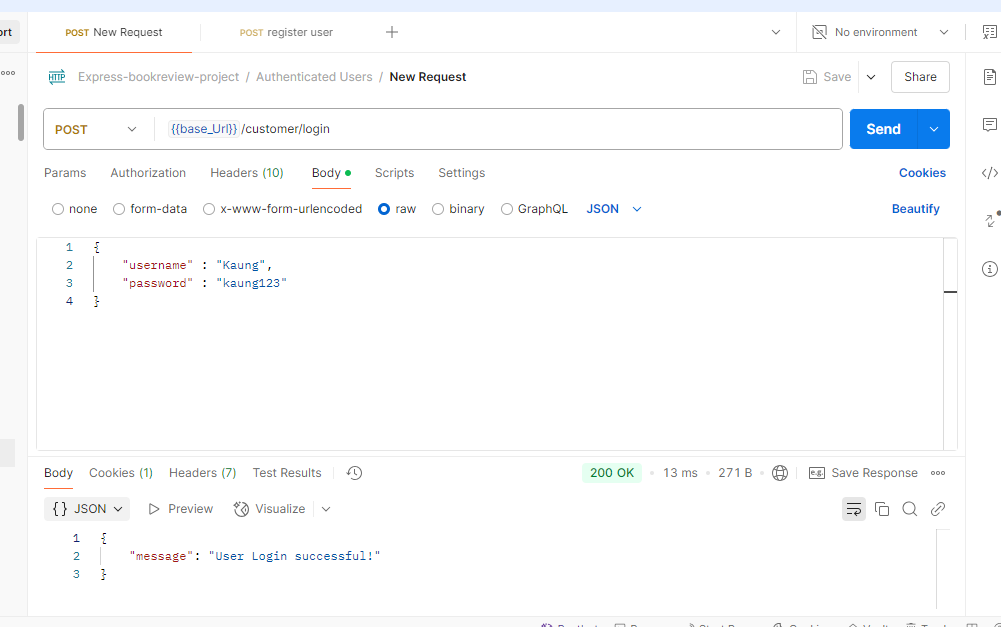 ort
POST New Request
POST register user
No environment
HTTP Express-bookreview-project / Authenticated Users / New Request
Save
Share
POST
{{base_Url}} /customer/login
Send
Params Authorization Headers (10) Body Scripts Settings Cookies
none form-data x-www-form-urlencoded raw binary GraphQL JSON Beautify
1 {
2 "username" : "Kaung",
3 "password" : "kaung123"
4 }
Body Cookies (1) Headers (7) Test Results 200 OK 13 ms 271 B e.g. Save Response
{} JSON Preview Visualize
1 {
2 "message": "User Login successful!"
3 }